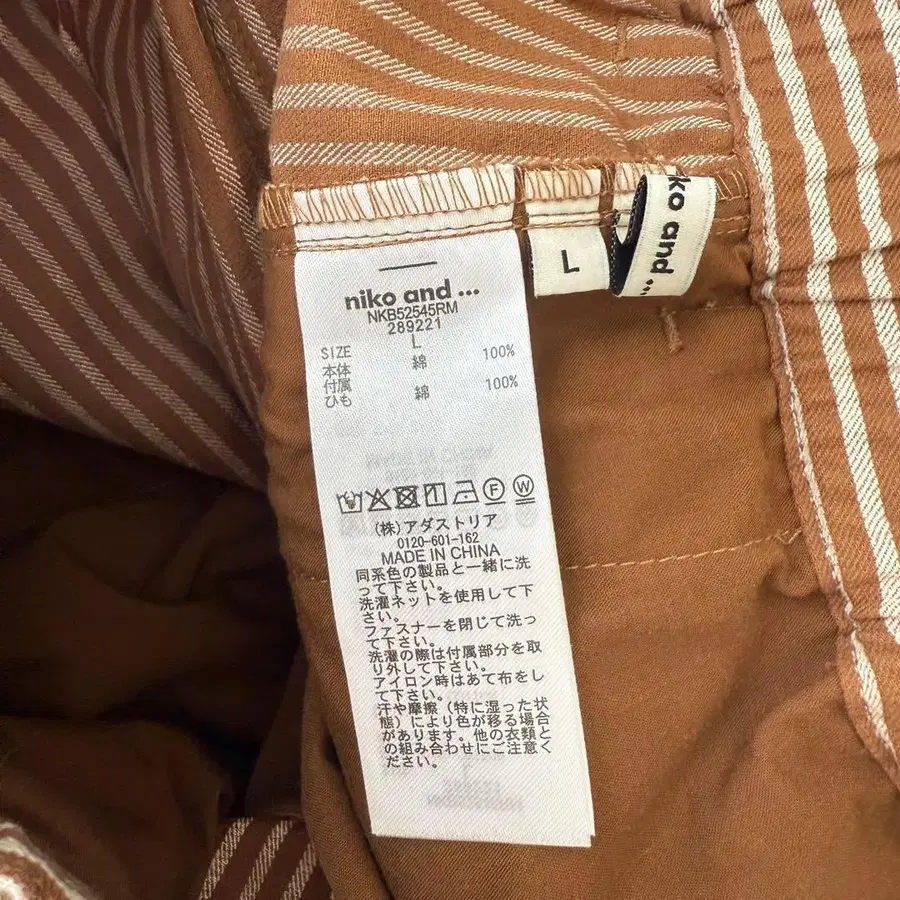 niko and ...
NKB52545RM
289221
SIZE L
本体 綿 100%
付属
ひも 綿 100%
F W
(株)アダストリア
0120-601-162
MADE IN CHINA
同系色の製品と一緒に洗
って下さい。
洗濯ネットを使用して下
さい。
ファスナーを閉じて洗っ
て下さい。
洗濯の際は付属部分を取
り外して下さい。
アイロン時はあて布をし
て下さい。
汗や摩擦(特に湿った状
態)により色が移る場合
があります。他の衣類と
の組み合わせにご注意く
ださい。
L
ko and ...